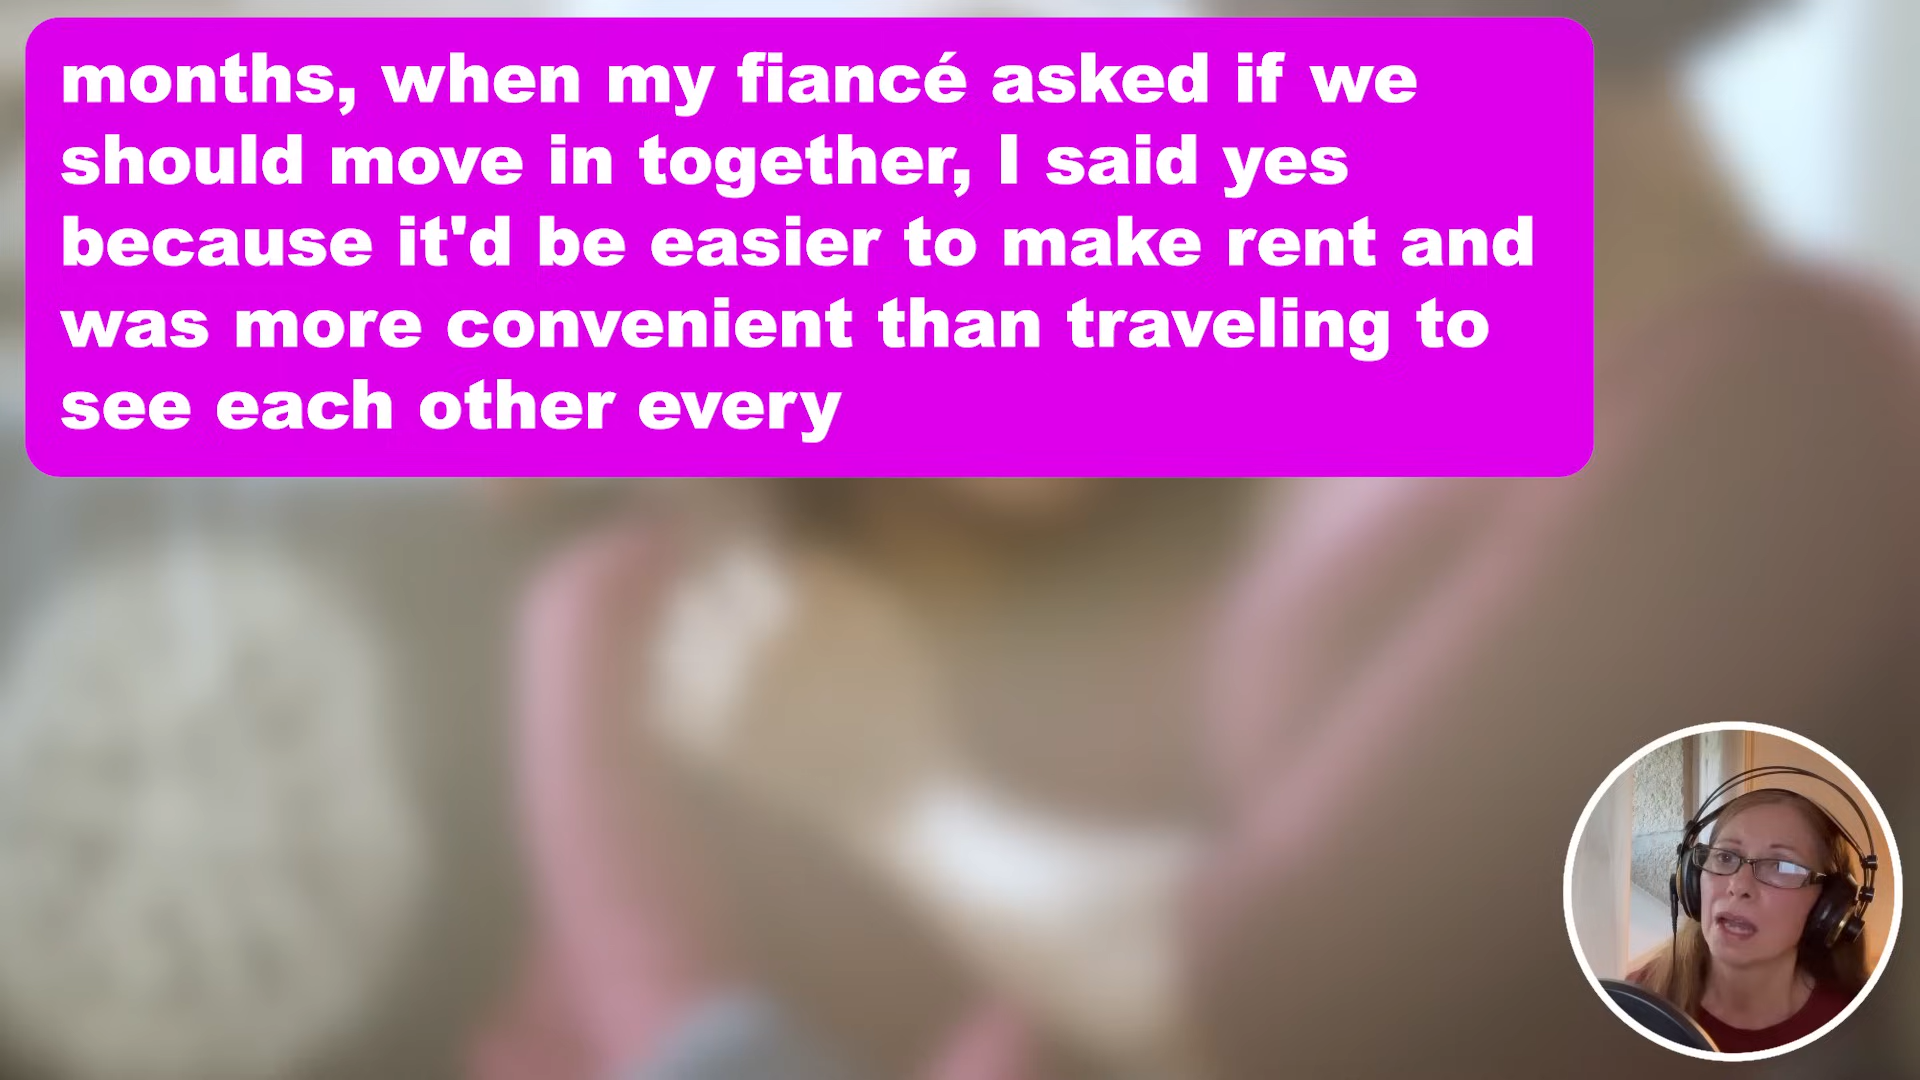 months, when my fiancé asked if we
should move in together, I said yes
because it'd be easier to make rent and
was more convenient than traveling to
see each other every